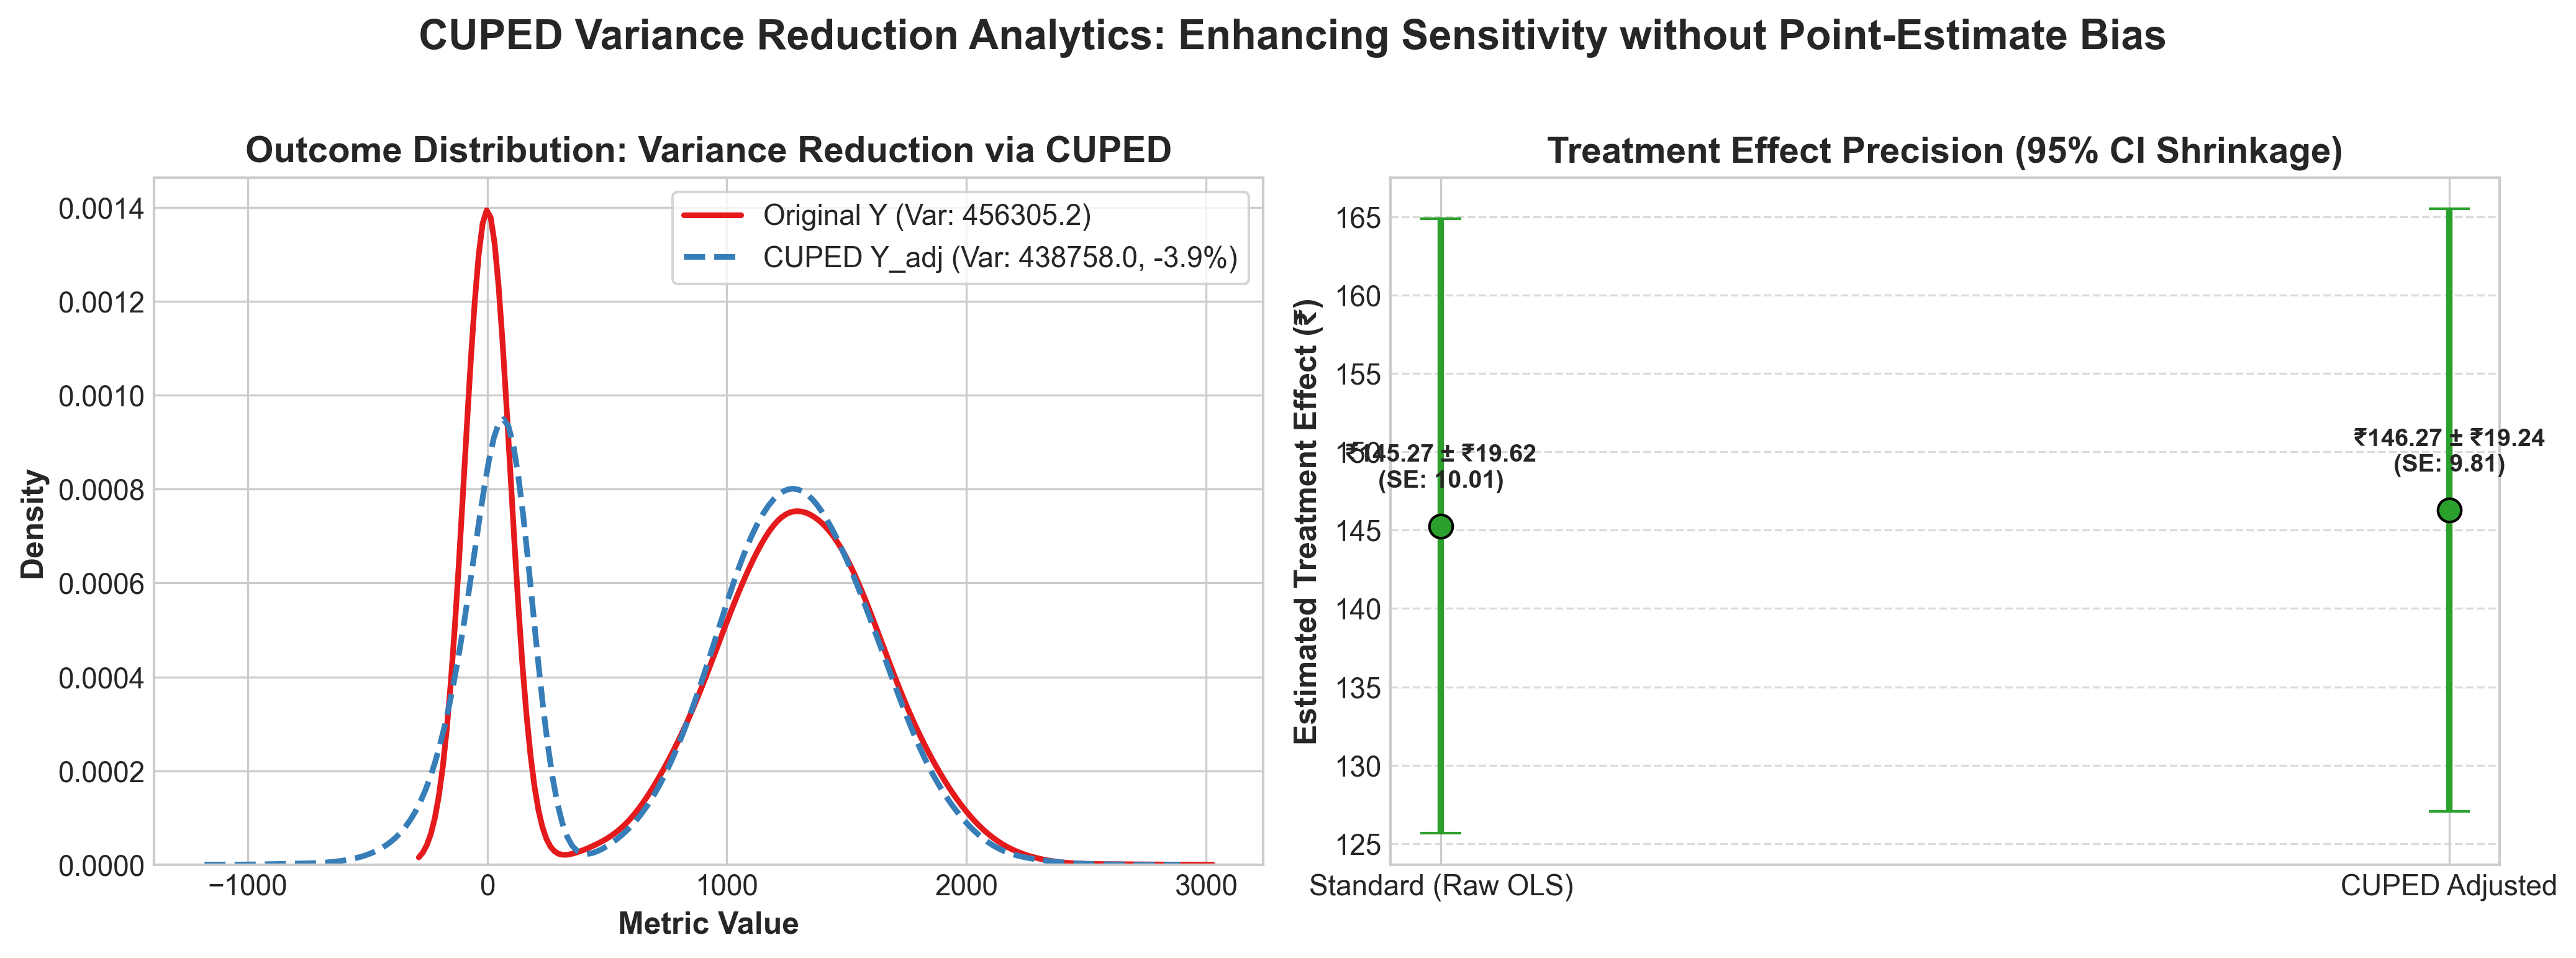 CUPED Variance Reduction Analytics: Enhancing Sensitivity without Point-Estimate Bias
Outcome Distribution: Variance Reduction via CUPED
Original Y (Var: 456305.2)
CUPED Y_adj (Var: 438758.0, -3.9%)
Density
0.0014
0.0012
0.0010
0.0008
0.0006
0.0004
0.0002
0.0000
−1000
0
1000
2000
3000
Metric Value
Treatment Effect Precision (95% CI Shrinkage)
Estimated Treatment Effect (₹)
165
160
155
150
145
140
135
130
125
₹145.27 ± ₹19.62
(SE: 10.01)
₹146.27 ± ₹19.24
(SE: 9.81)
Standard (Raw OLS)
CUPED Adjusted